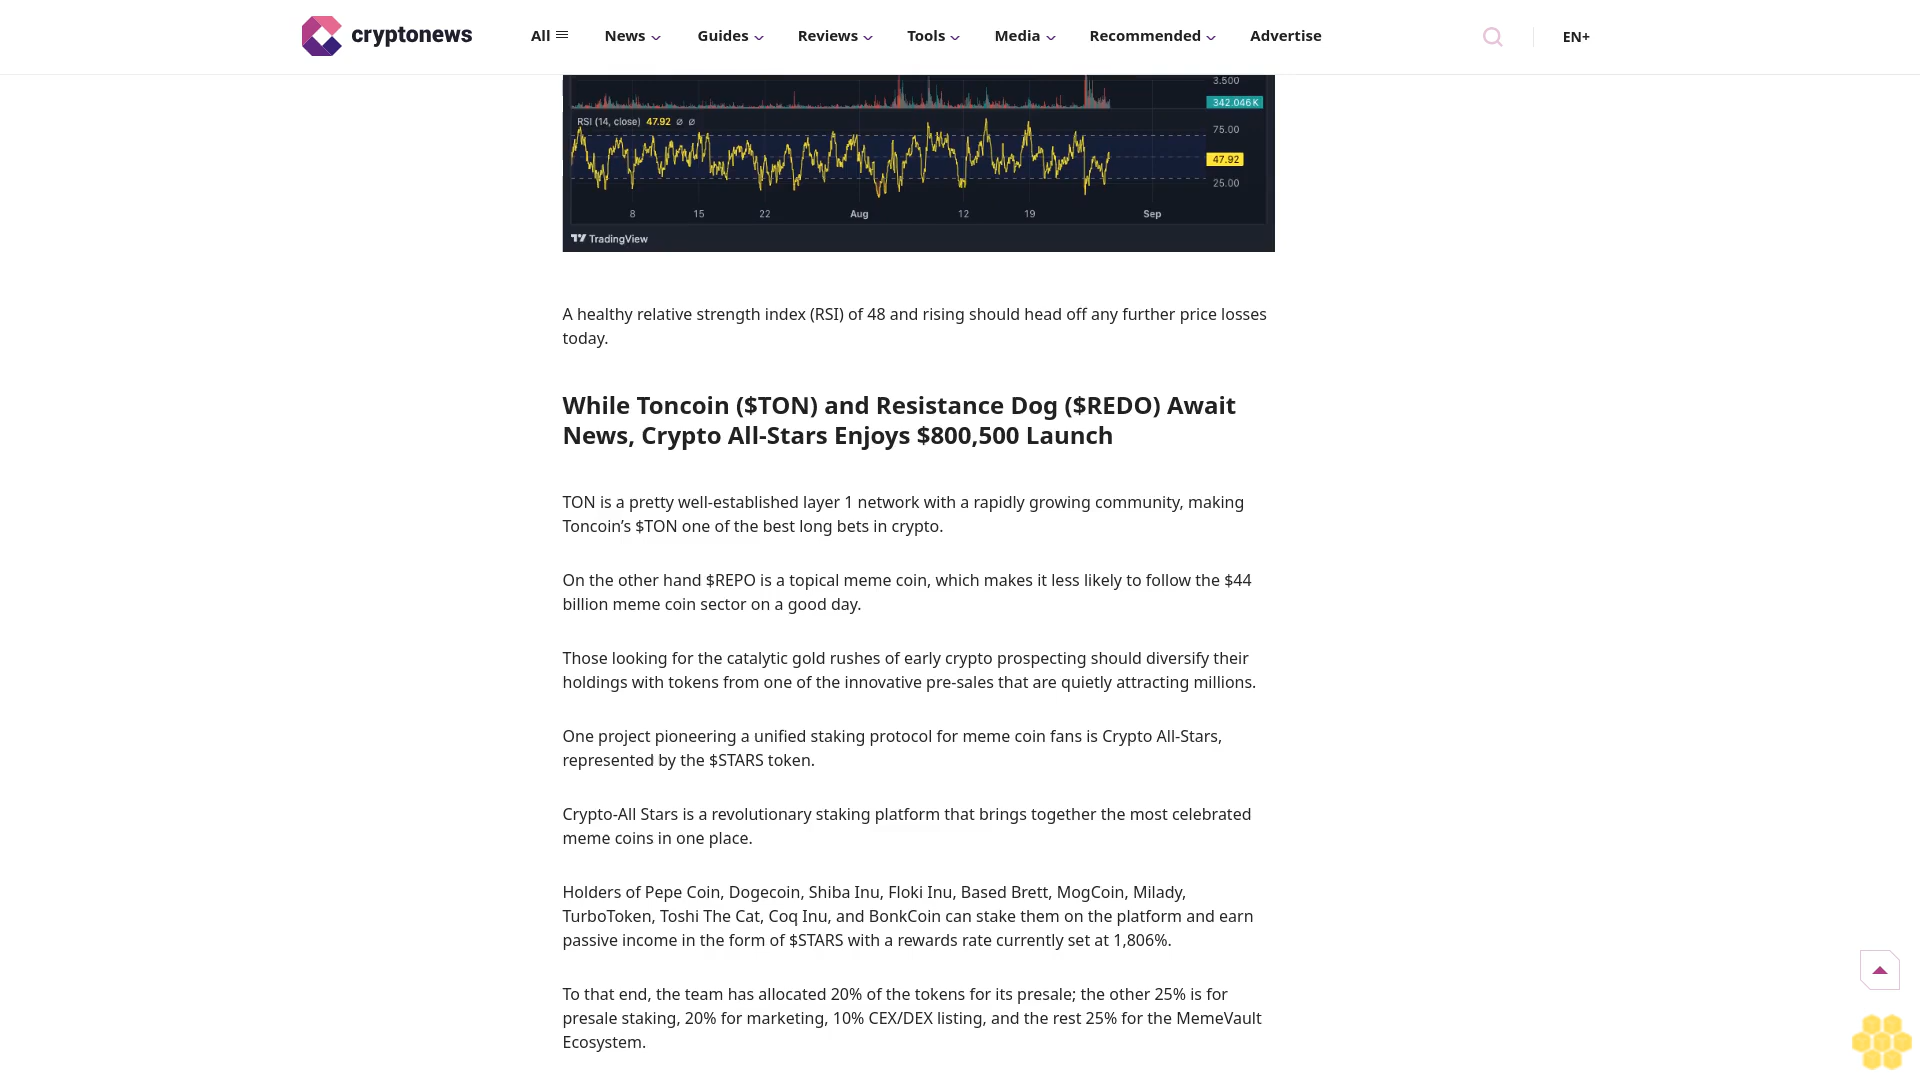 cryptonews
All
News
Guides
Reviews
Tools
Media
Recommended
Advertise
EN+
3.500
342.046 K
RSI (14, close) 47.92 ⌀ ⌀
75.00
47.92
25.00
8 15 22 Aug 12 19 Sep
TradingView
A healthy relative strength index (RSI) of 48 and rising should head off any further price losses
today.
While Toncoin ($TON) and Resistance Dog ($REDO) Await
News, Crypto All-Stars Enjoys $800,500 Launch
TON is a pretty well-established layer 1 network with a rapidly growing community, making
Toncoin’s $TON one of the best long bets in crypto.
On the other hand $REPO is a topical meme coin, which makes it less likely to follow the $44
billion meme coin sector on a good day.
Those looking for the catalytic gold rushes of early crypto prospecting should diversify their
holdings with tokens from one of the innovative pre-sales that are quietly attracting millions.
One project pioneering a unified staking protocol for meme coin fans is Crypto All-Stars,
represented by the $STARS token.
Crypto-All Stars is a revolutionary staking platform that brings together the most celebrated
meme coins in one place.
Holders of Pepe Coin, Dogecoin, Shiba Inu, Floki Inu, Based Brett, MogCoin, Milady,
TurboToken, Toshi The Cat, Coq Inu, and BonkCoin can stake them on the platform and earn
passive income in the form of $STARS with a rewards rate currently set at 1,806%.
To that end, the team has allocated 20% of the tokens for its presale; the other 25% is for
presale staking, 20% for marketing, 10% CEX/DEX listing, and the rest 25% for the MemeVault
Ecosystem.